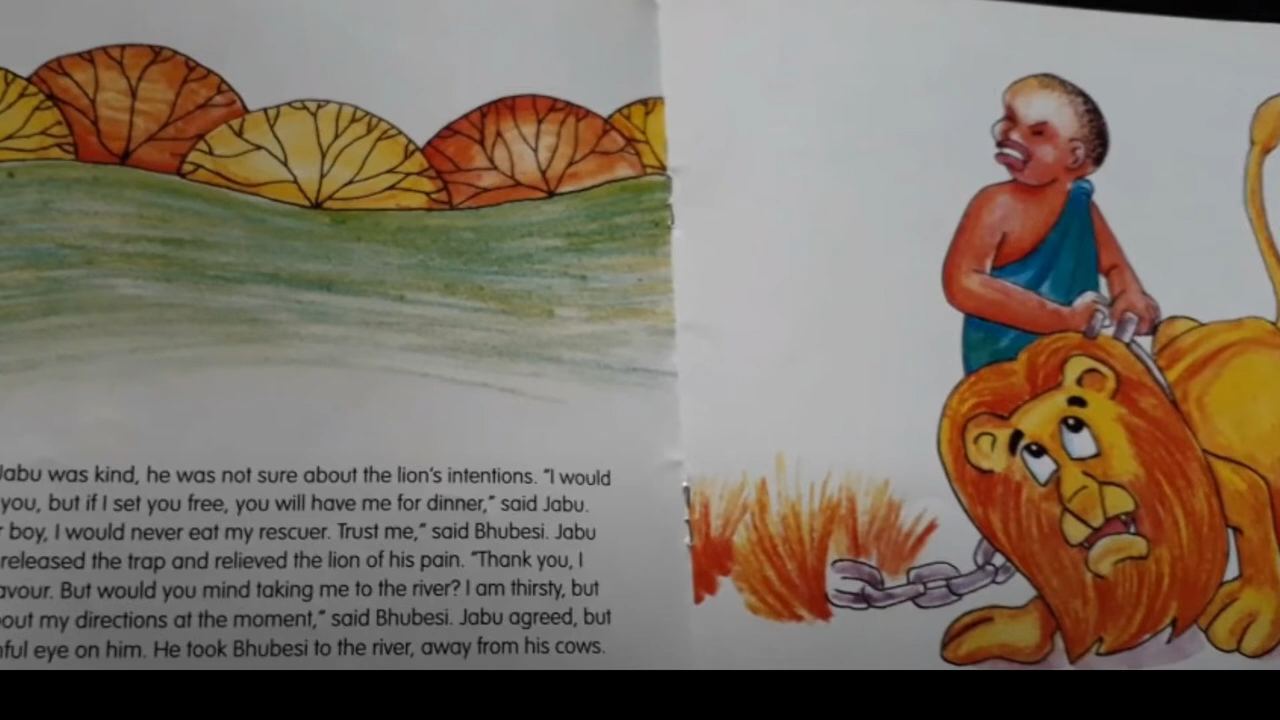 Jabu was kind, he was not sure about the lion's intentions. "I would
you, but if I set you free, you will have me for dinner," said Jabu.
boy, I would never eat my rescuer. Trust me," said Bhubesi. Jabu
released the trap and relieved the lion of his pain. "Thank you, I
avour. But would you mind taking me to the river? I am thirsty, but
out my directions at the moment," said Bhubesi. Jabu agreed, but
ful eye on him. He took Bhubesi to the river, away from his cows.